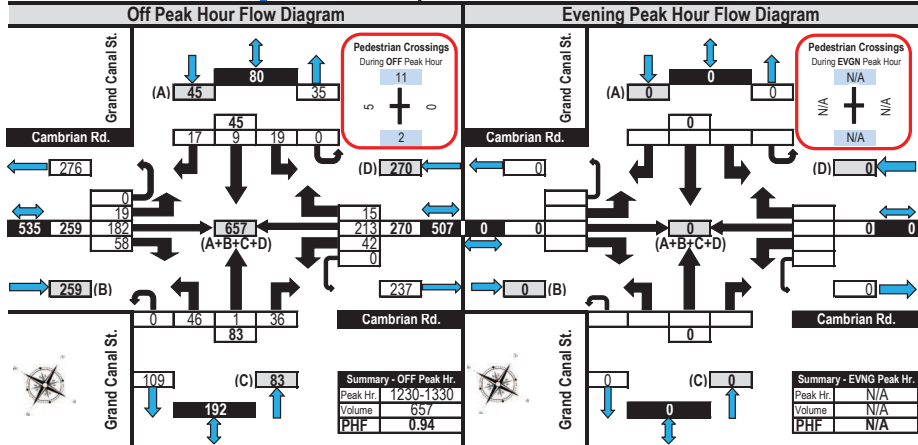 Off Peak Hour Flow Diagram
Grand Canal St.
80
(A) 45
35
Pedestrian Crossings
During OFF Peak Hour
11
5
0
2
45
17 9 19 0
Cambrian Rd.
276
(D) 270
0
19
535 259 182
58
657
(A+B+C+D)
15
213 270 507
42
0
259 (B)
237
0 46 1 36
83
Cambrian Rd.
Grand Canal St.
109
(C) 83
192
Summary - OFF Peak Hr.
Peak Hr. 1230-1330
Volume 657
PHF 0.94
Evening Peak Hour Flow Diagram
Grand Canal St.
0
(A) 0
0
Pedestrian Crossings
During EVGN Peak Hour
N/A
N/A
N/A
N/A
0
Cambrian Rd.
0
(D) 0
0 0
0
(A+B+C+D)
0 0
0 (B)
0
0
Cambrian Rd.
Grand Canal St.
0
(C) 0
0
Summary - EVNG Peak Hr.
Peak Hr. N/A
Volume N/A
PHF N/A